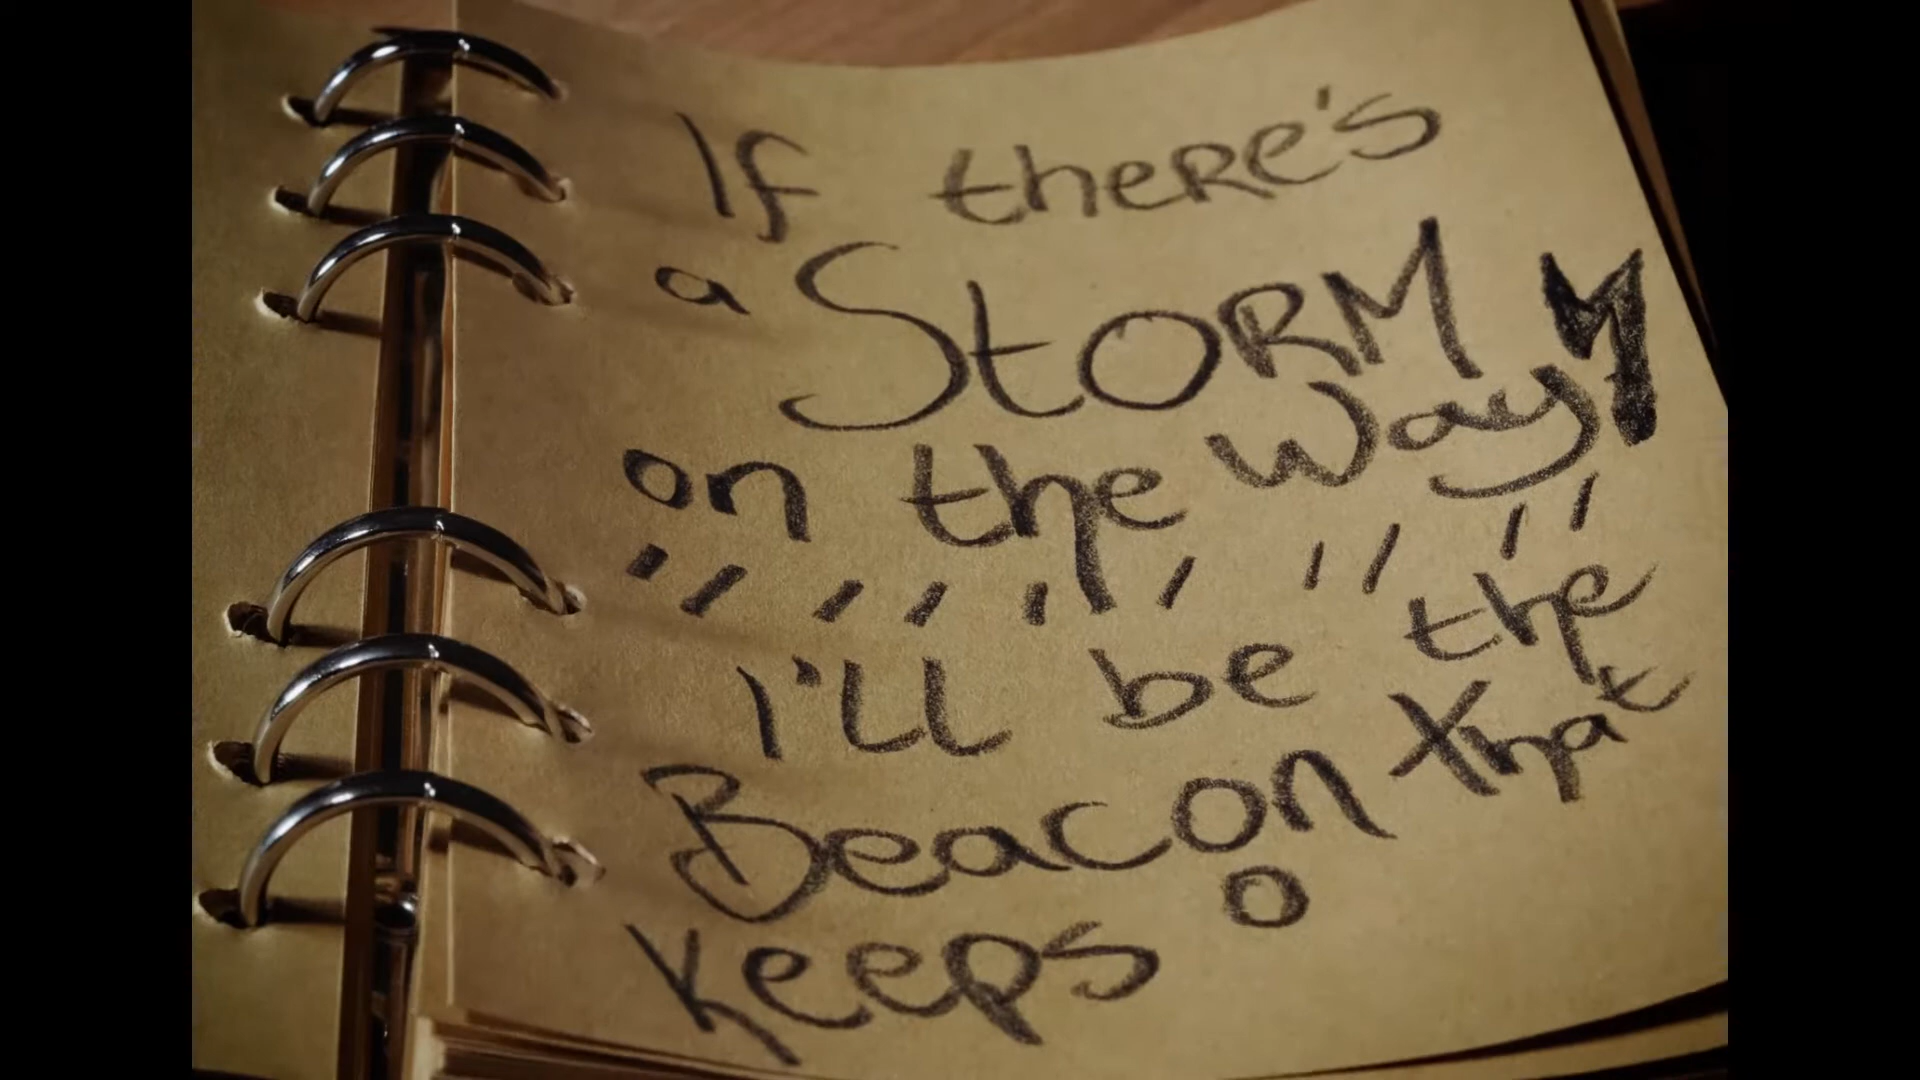 If theRe's
a StORM
on the way
I'LL be the
Beacon that
keeps o